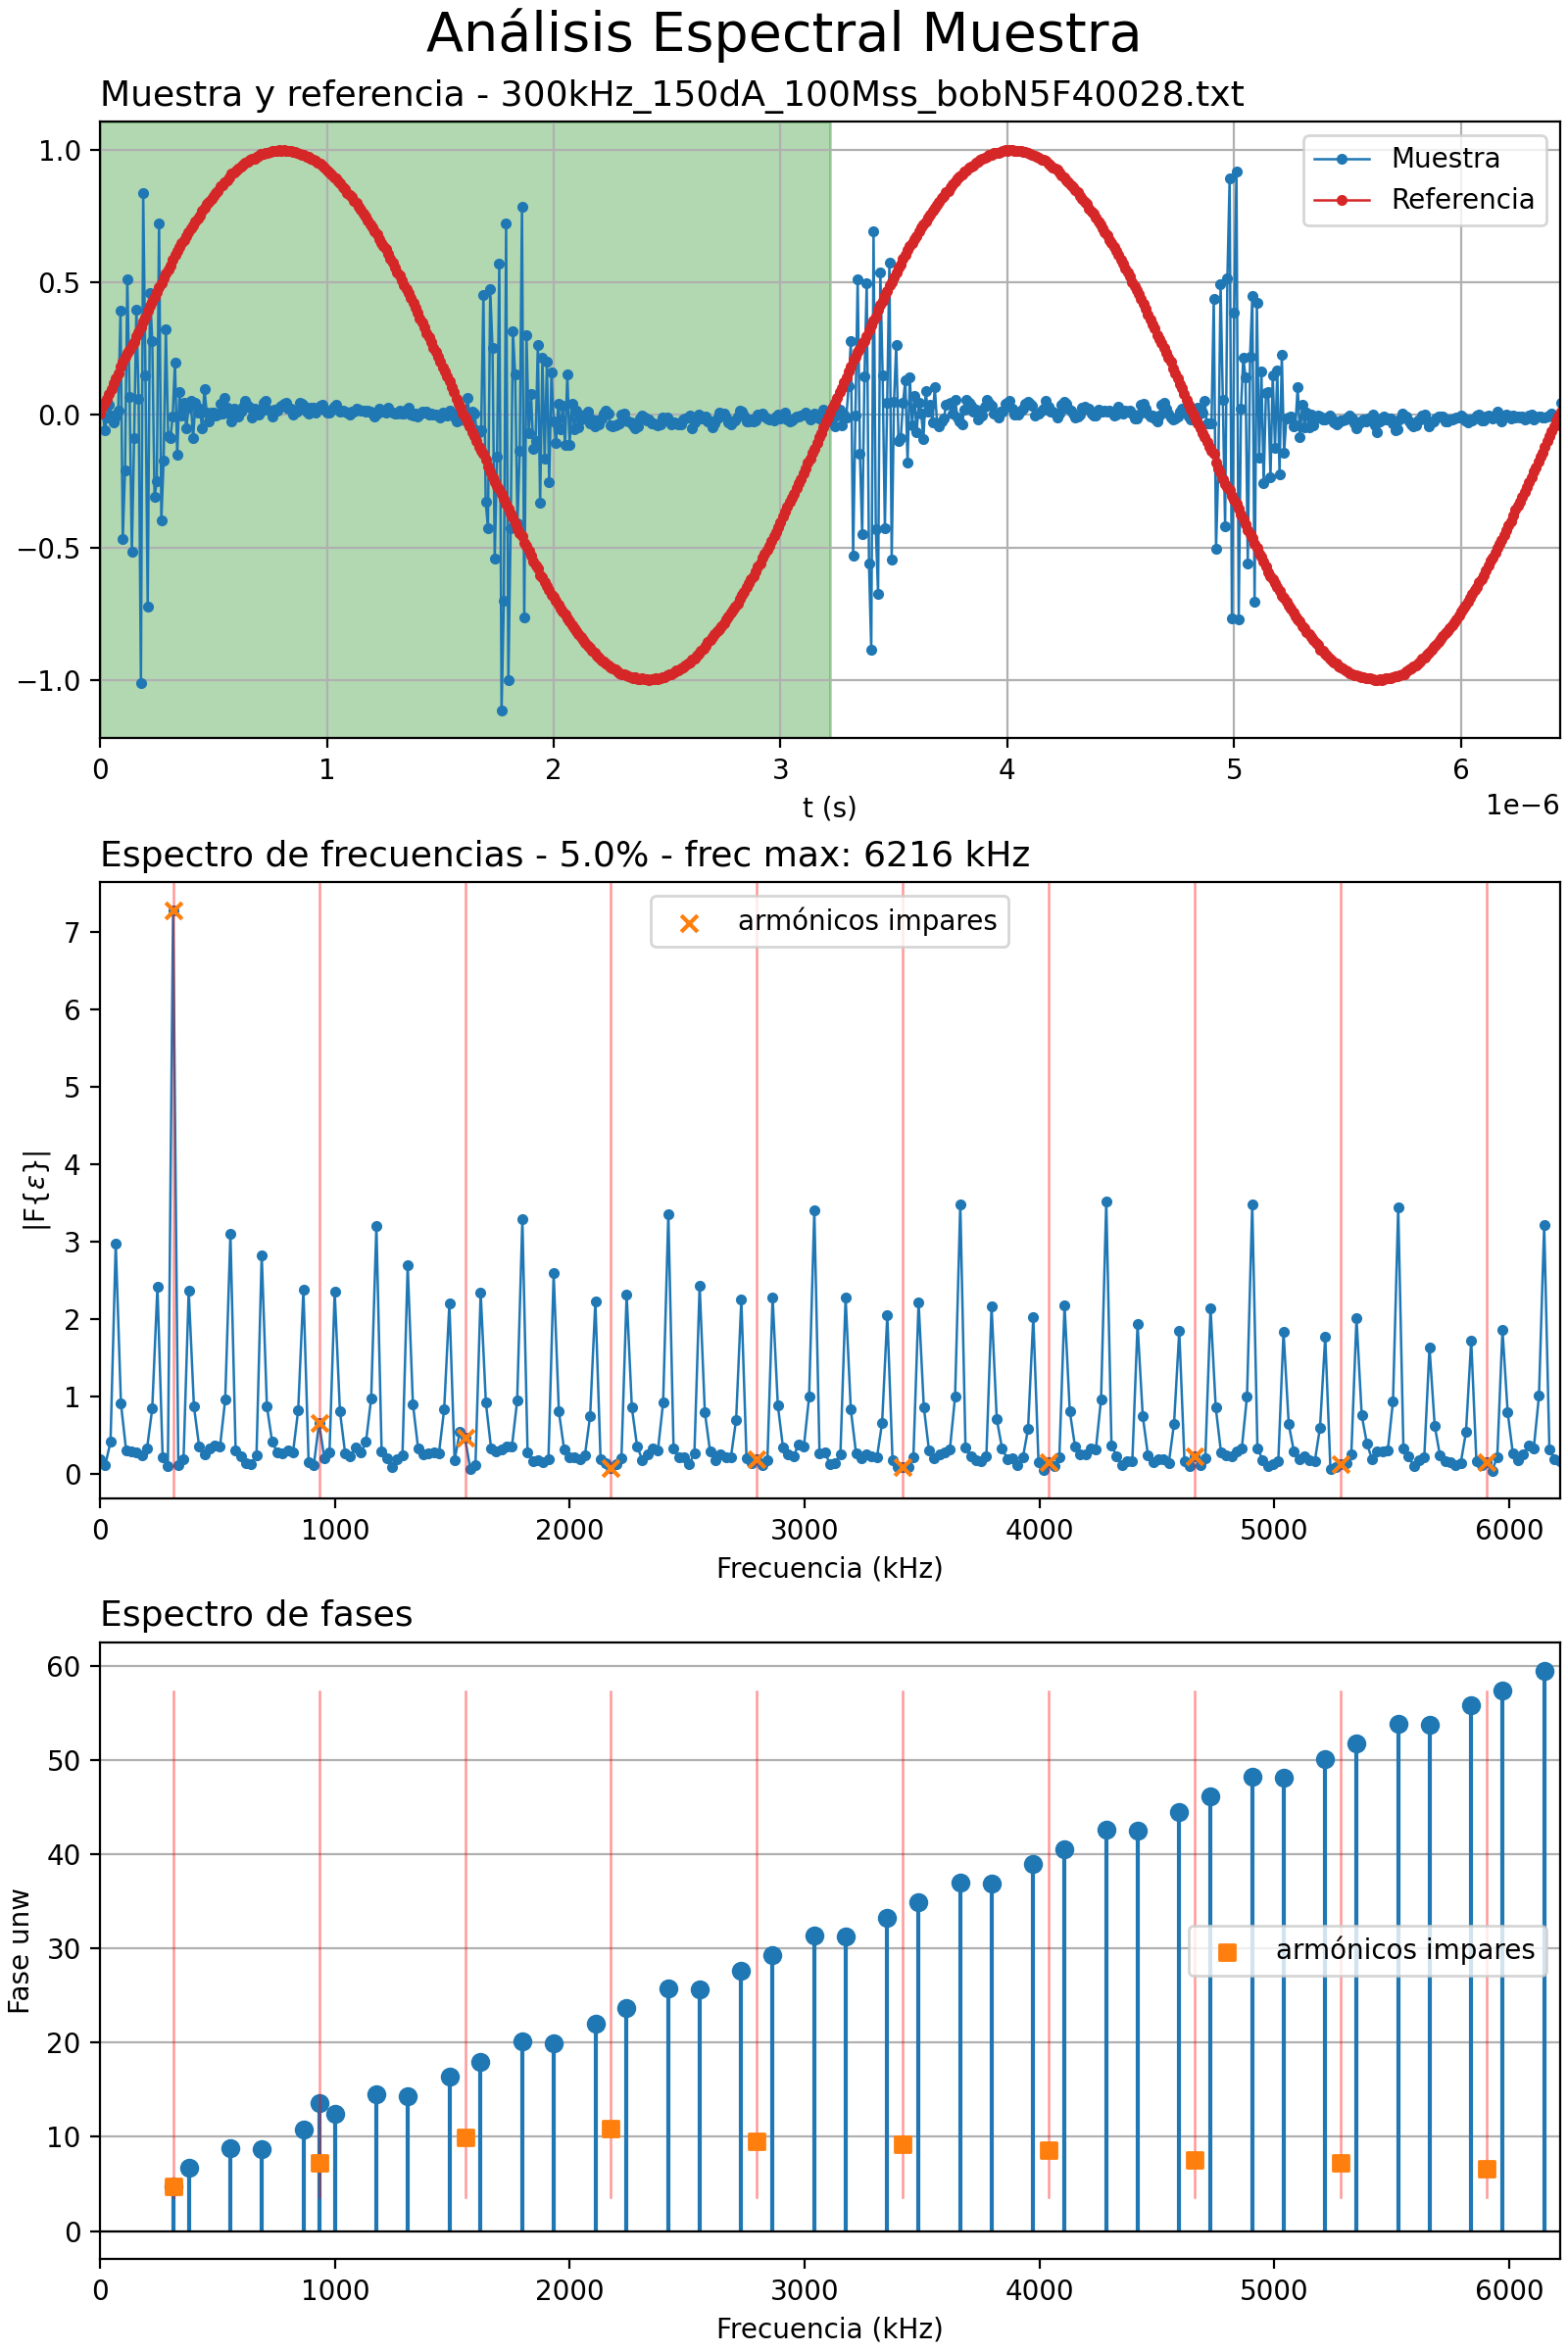 Análisis Espectral Muestra
Muestra y referencia - 300kHz_150dA_100Mss_bobN5F40028.txt
1.0
0.5
0.0
−0.5
−1.0
Muestra
Referencia
0 1 2 3 4 5 6
t (s)
1e−6
Espectro de frecuencias - 5.0% - frec max: 6216 kHz
armónicos impares
7
6
5
4
3
2
1
0
|F{ε}|
0 1000 2000 3000 4000 5000 6000
Frecuencia (kHz)
Espectro de fases
60
50
40
30
20
10
0
Fase unw
armónicos impares
0 1000 2000 3000 4000 5000 6000
Frecuencia (kHz)